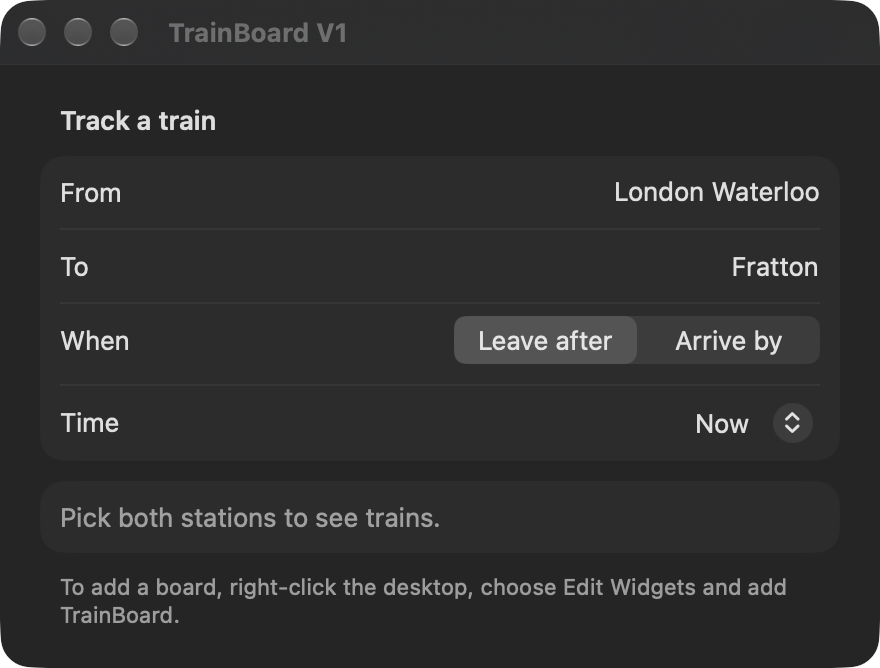 TrainBoard V1
Track a train
From London Waterloo
To Fratton
When Leave after Arrive by
Time Now
Pick both stations to see trains.
To add a board, right-click the desktop, choose Edit Widgets and add
TrainBoard.